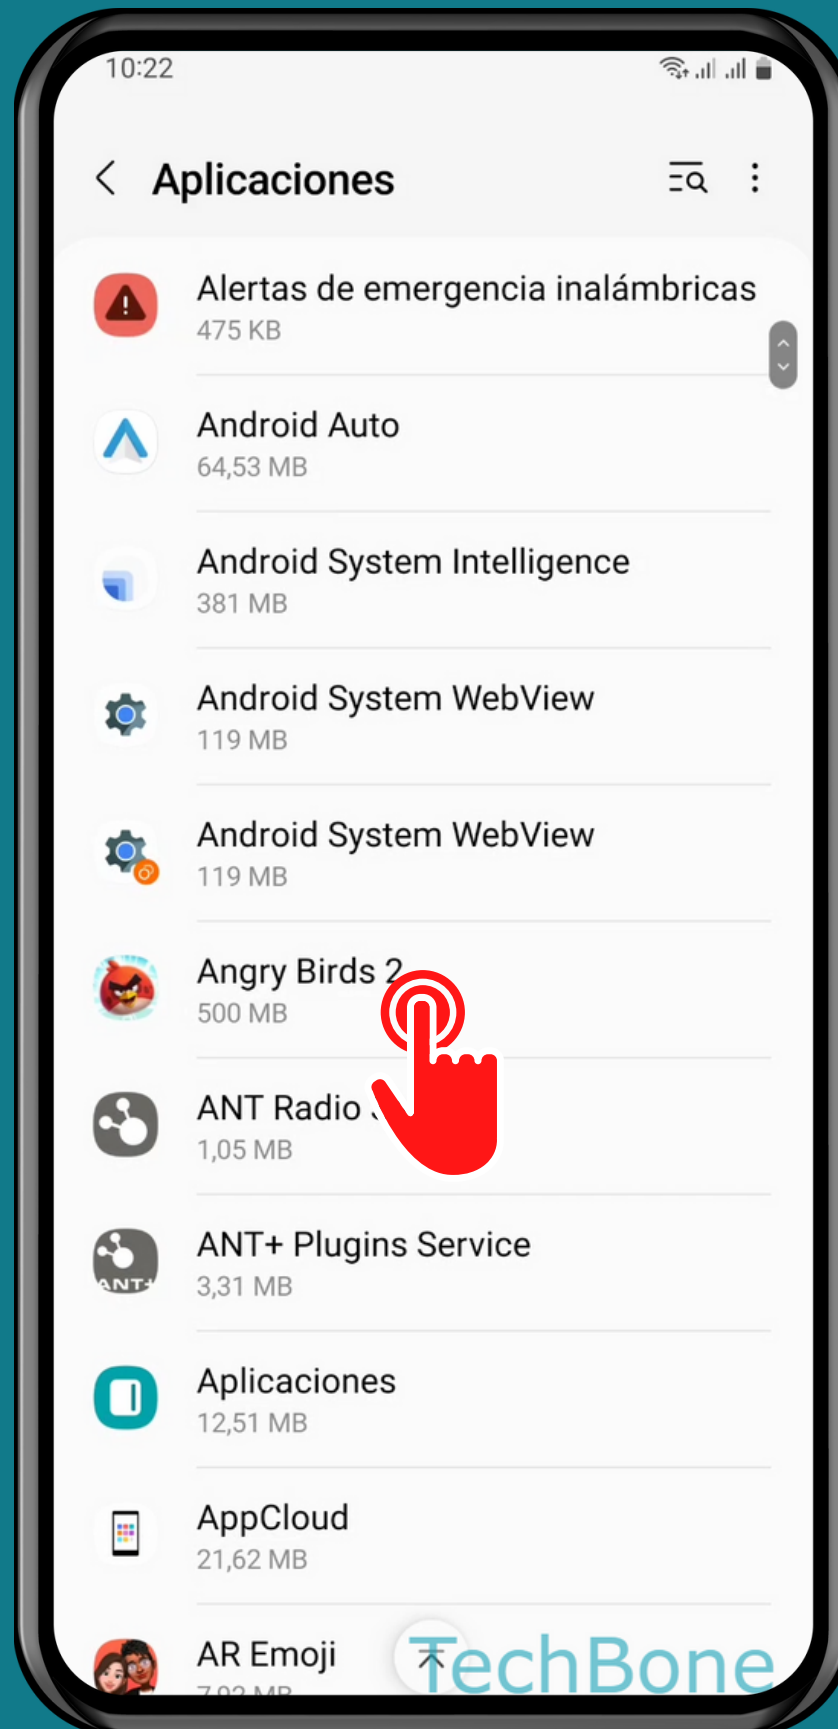 10:22
Aplicaciones
Alertas de emergencia inalámbricas
475 KB
Android Auto
64,53 MB
Android System Intelligence
381 MB
Android System WebView
119 MB
Android System WebView
119 MB
Angry Birds 2
500 MB
ANT Radio
1,05 MB
ANT+
ANT+ Plugins Service
3,31 MB
Aplicaciones
12,51 MB
AppCloud
21,62 MB
AR Emoji
TechBone